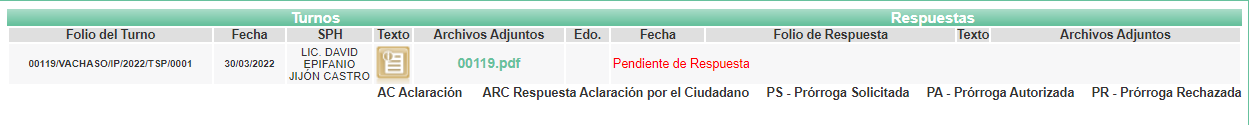 Turnos Respuestas
Folio del Turno Fecha SPH Texto Archivos Adjuntos Edo. Fecha Folio de Respuesta Texto Archivos Adjuntos
00119/VACHASO/IP/2022/TSP/0001 30/03/2022 LIC. DAVID
EPIFANIO
JIJÓN CASTRO 00119.pdf Pendiente de Respuesta
AC Aclaración ARC Respuesta Aclaración por el Ciudadano PS - Prórroga Solicitada PA - Prórroga Autorizada PR - Prórroga Rechazada